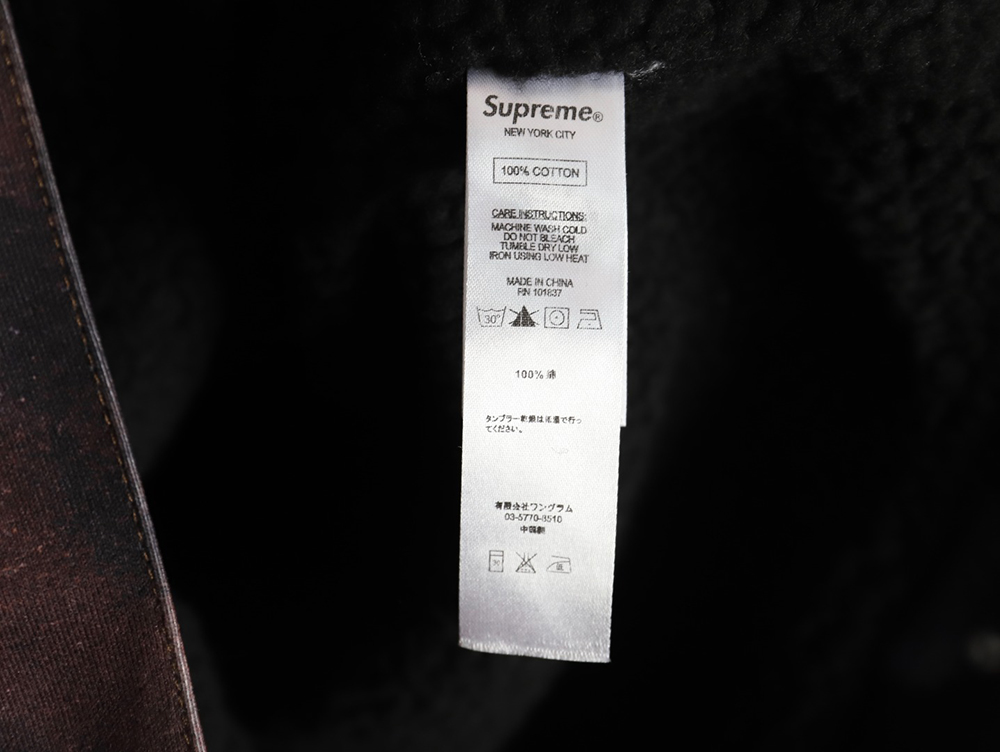 Supreme®
NEW YORK CITY
100% COTTON
CARE INSTRUCTIONS:
MACHINE WASH COLD
DO NOT BLEACH
TUMBLE DRY LOW
IRON USING LOW HEAT
MADE IN CHINA
RN 101837
30°
100% 綿
タンブラー乾燥は低温で行っ
てください。
有限会社ワングラム
03-5770-8510
中国製
30
低